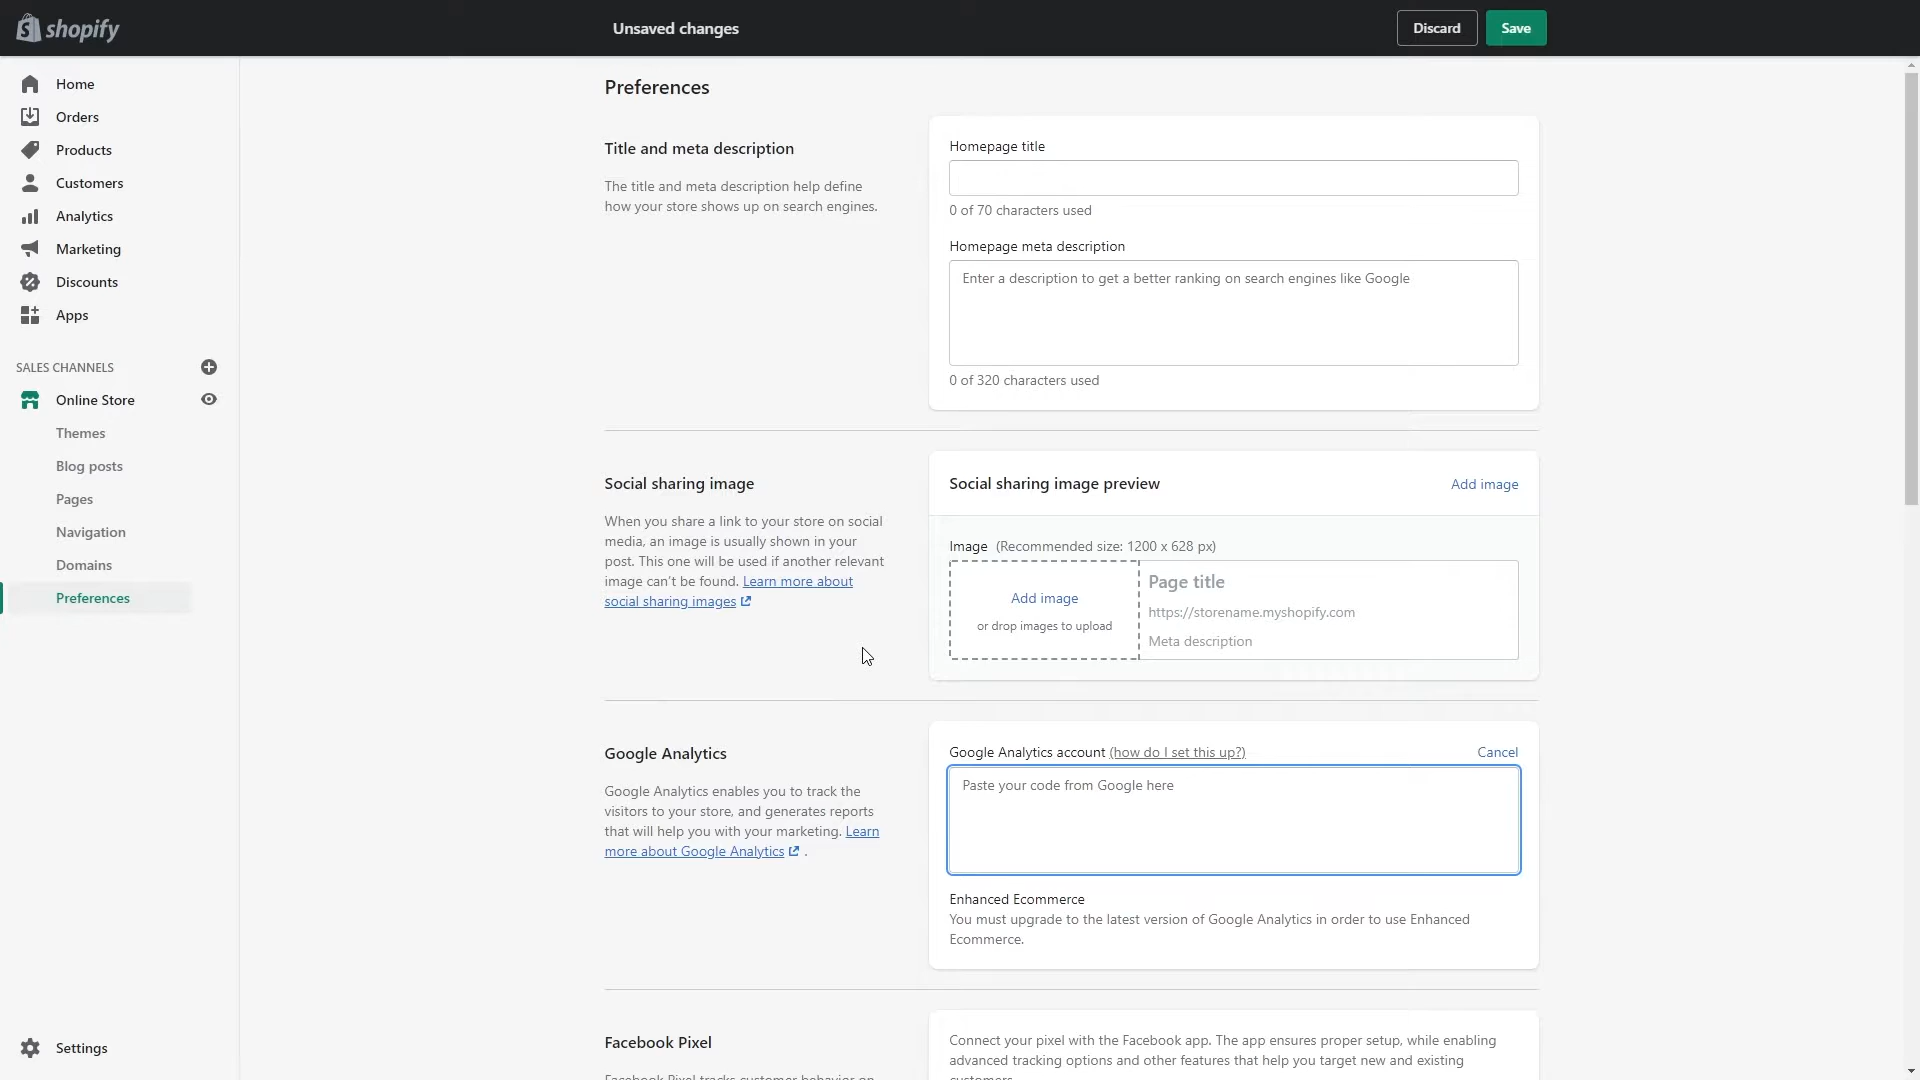 shopify
Unsaved changes
Discard
Save
Home
Orders
Products
Customers
Analytics
Marketing
Discounts
Apps
SALES CHANNELS
Online Store
Themes
Blog posts
Pages
Navigation
Domains
Preferences
Settings
Preferences
Title and meta description
The title and meta description help define
how your store shows up on search engines.
Homepage title
0 of 70 characters used
Homepage meta description
Enter a description to get a better ranking on search engines like Google
0 of 320 characters used
Social sharing image
When you share a link to your store on social
media, an image is usually shown in your
post. This one will be used if another relevant
image can't be found. Learn more about
social sharing images
Social sharing image preview
Add image
Image (Recommended size: 1200 x 628 px)
Add image
or drop images to upload
Page title
https://storename.myshopify.com
Meta description
Google Analytics
Google Analytics enables you to track the
visitors to your store, and generates reports
that will help you with your marketing. Learn
more about Google Analytics .
Google Analytics account (how do I set this up?)
Cancel
Paste your code from Google here
Enhanced Ecommerce
You must upgrade to the latest version of Google Analytics in order to use Enhanced
Ecommerce.
Facebook Pixel
Facebook Pixel tracks customer behavior on
Connect your pixel with the Facebook app. The app ensures proper setup, while enabling
advanced tracking options and other features that help you target new and existing
customers.